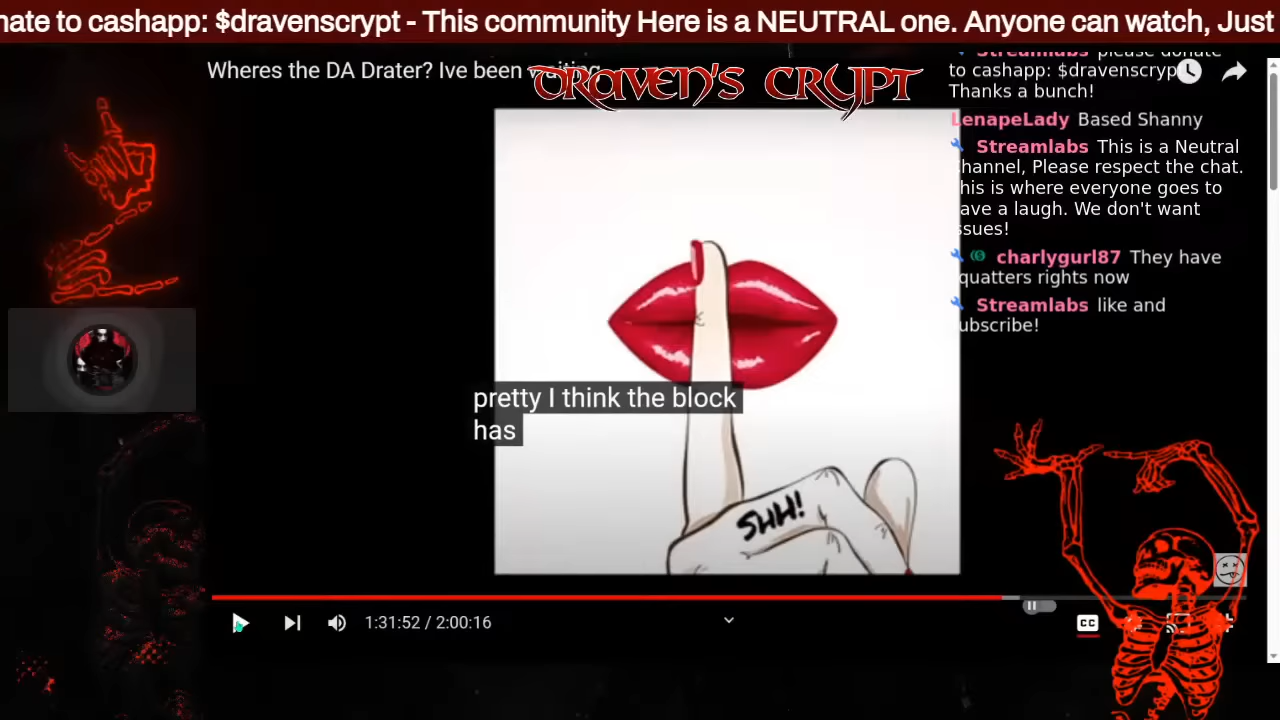 nate to cashapp: $dravenscrypt - This community Here is a NEUTRAL one. Anyone can watch, Just
Wheres the DA Drater? Ive been waiting
DRAVEN'S CRYPT
Streamlabs please donate
to cashapp: $dravenscryp
Thanks a bunch!
LenapeLady Based Shanny
Streamlabs This is a Neutral
hannel, Please respect the chat.
his is where everyone goes to
ave a laugh. We don't want
ssues!
charlygurl87 They have
quatters rights now
Streamlabs like and
ubscribe!
pretty I think the block
has
SHH!
1:31:52 / 2:00:16
CC